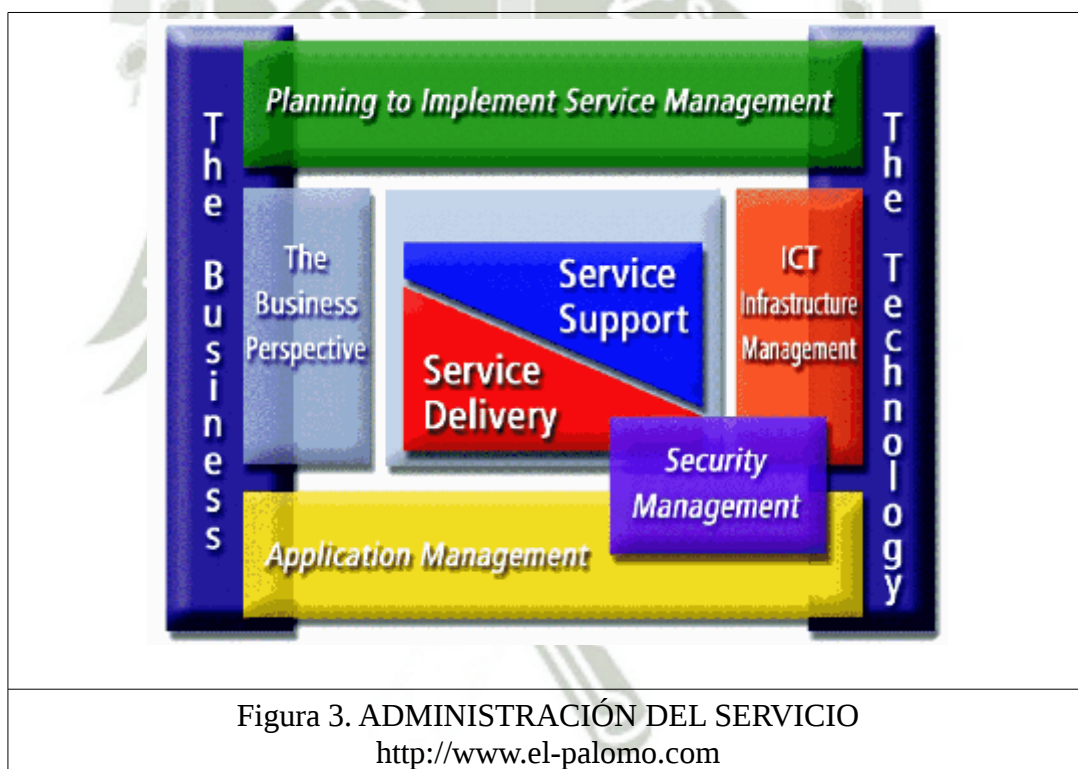 Planning to Implement Service Management
The Business
The Technology
The
Business
Perspective
Service
Support
Service
Delivery
ICT
Infrastructure
Management
Security
Management
Application Management
Figura 3. ADMINISTRACIÓN DEL SERVICIO
http://www.el-palomo.com